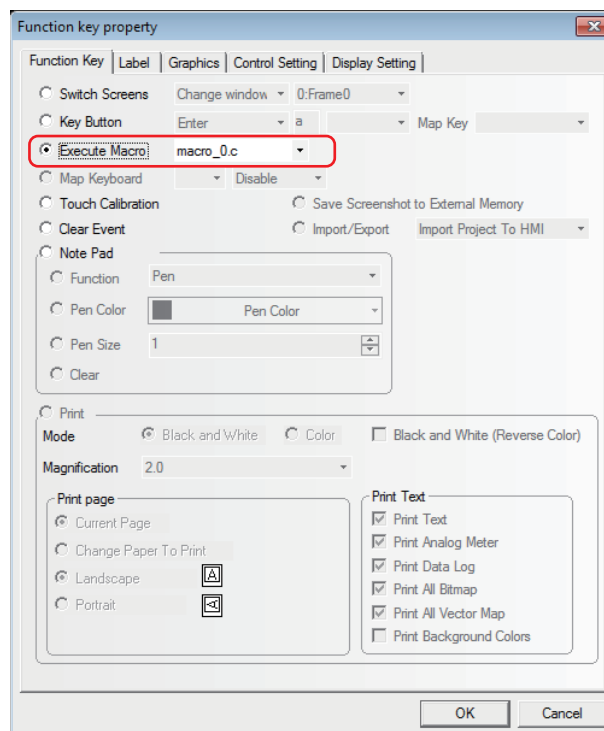 Function key property
Function Key Label Graphics Control Setting Display Setting
Switch Screens Change window 0:Frame0
Key Button Enter a Map Key
Execute Macro macro_0.c
Map Keyboard Disable
Touch Calibration Save Screenshot to External Memory
Clear Event Import/Export Import Project To HMI
Note Pad
Function Pen
Pen Color Pen Color
Pen Size 1
Clear
Print
Mode Black and White Color Black and White (Reverse Color)
Magnification 2.0
Print page
Current Page
Change Paper To Print
Landscape A
Portrait A
Print Text
Print Text
Print Analog Meter
Print Data Log
Print All Bitmap
Print All Vector Map
Print Background Colors
OK Cancel